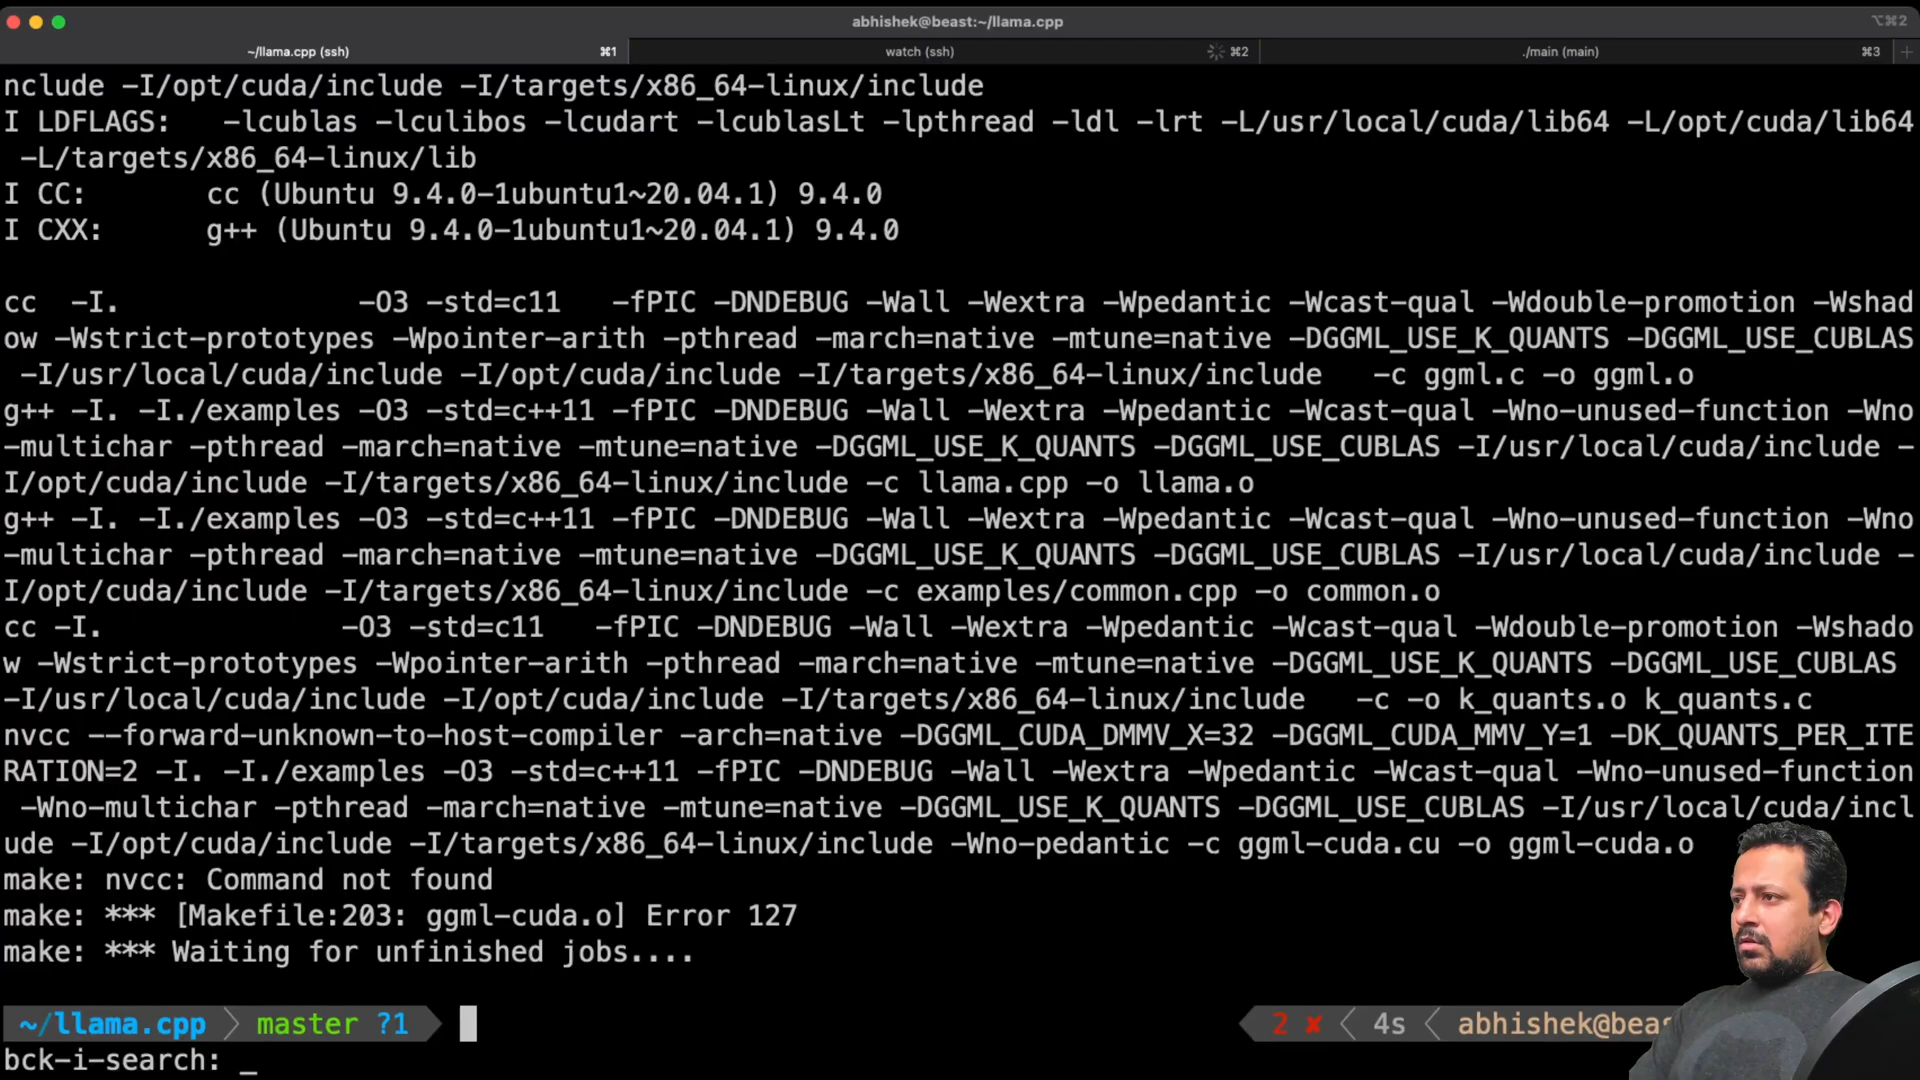 abhishek@beast:~/llama.cpp
⌥⌘2
~/llama.cpp (ssh) ⌘1
watch (ssh) ⌘2
./main (main) ⌘3 +
nclude -I/opt/cuda/include -I/targets/x86_64-linux/include
I LDFLAGS:   -lcublas -lculibos -lcudart -lcublasLt -lpthread -ldl -lrt -L/usr/local/cuda/lib64 -L/opt/cuda/lib64
 -L/targets/x86_64-linux/lib
I CC:       cc (Ubuntu 9.4.0-1ubuntu1~20.04.1) 9.4.0
I CXX:      g++ (Ubuntu 9.4.0-1ubuntu1~20.04.1) 9.4.0
cc  -I.               -O3 -std=c11   -fPIC -DNDEBUG -Wall -Wextra -Wpedantic -Wcast-qual -Wdouble-promotion -Wshad
ow -Wstrict-prototypes -Wpointer-arith -pthread -march=native -mtune=native -DGGML_USE_K_QUANTS -DGGML_USE_CUBLAS
 -I/usr/local/cuda/include -I/opt/cuda/include -I/targets/x86_64-linux/include   -c ggml.c -o ggml.o
g++ -I. -I./examples -O3 -std=c++11 -fPIC -DNDEBUG -Wall -Wextra -Wpedantic -Wcast-qual -Wno-unused-function -Wno
-multichar -pthread -march=native -mtune=native -DGGML_USE_K_QUANTS -DGGML_USE_CUBLAS -I/usr/local/cuda/include -
I/opt/cuda/include -I/targets/x86_64-linux/include -c llama.cpp -o llama.o
g++ -I. -I./examples -O3 -std=c++11 -fPIC -DNDEBUG -Wall -Wextra -Wpedantic -Wcast-qual -Wno-unused-function -Wno
-multichar -pthread -march=native -mtune=native -DGGML_USE_K_QUANTS -DGGML_USE_CUBLAS -I/usr/local/cuda/include -
I/opt/cuda/include -I/targets/x86_64-linux/include -c examples/common.cpp -o common.o
cc -I.               -O3 -std=c11   -fPIC -DNDEBUG -Wall -Wextra -Wpedantic -Wcast-qual -Wdouble-promotion -Wshado
w -Wstrict-prototypes -Wpointer-arith -pthread -march=native -mtune=native -DGGML_USE_K_QUANTS -DGGML_USE_CUBLAS
-I/usr/local/cuda/include -I/opt/cuda/include -I/targets/x86_64-linux/include   -c -o k_quants.o k_quants.c
nvcc --forward-unknown-to-host-compiler -arch=native -DGGML_CUDA_DMMV_X=32 -DGGML_CUDA_MMV_Y=1 -DK_QUANTS_PER_ITE
RATION=2 -I. -I./examples -O3 -std=c++11 -fPIC -DNDEBUG -Wall -Wextra -Wpedantic -Wcast-qual -Wno-unused-function
 -Wno-multichar -pthread -march=native -mtune=native -DGGML_USE_K_QUANTS -DGGML_USE_CUBLAS -I/usr/local/cuda/incl
ude -I/opt/cuda/include -I/targets/x86_64-linux/include -Wno-pedantic -c ggml-cuda.cu -o ggml-cuda.o
make: nvcc: Command not found
make: *** [Makefile:203: ggml-cuda.o] Error 127
make: *** Waiting for unfinished jobs....
~/llama.cpp master ?1 2 ✘ 4s abhishek@beas
bck-i-search: _